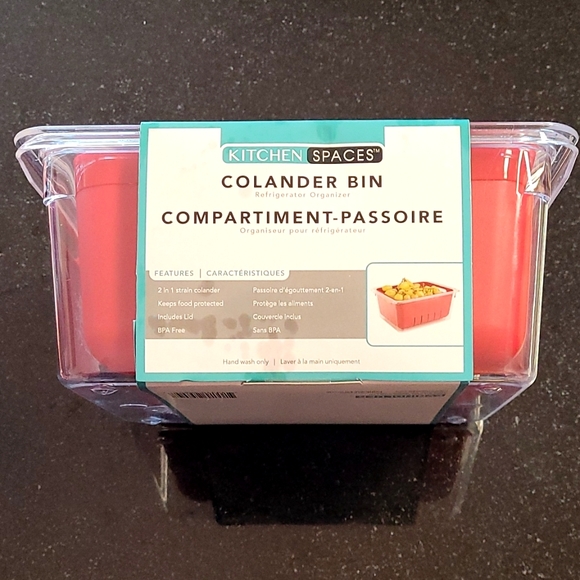 KITCHEN SPACES™
COLANDER BIN
Refrigerator Organizer
COMPARTIMENT-PASSOIRE
Organiseur pour réfrigérateur
FEATURES | CARACTÉRISTIQUES
2 in 1 strain colander Passoire d'égouttement 2-en-1
Keeps food protected Protège les aliments
Includes Lid Couvercle Inclus
BPA Free Sans BPA
Hand wash only | Laver à la main uniquement